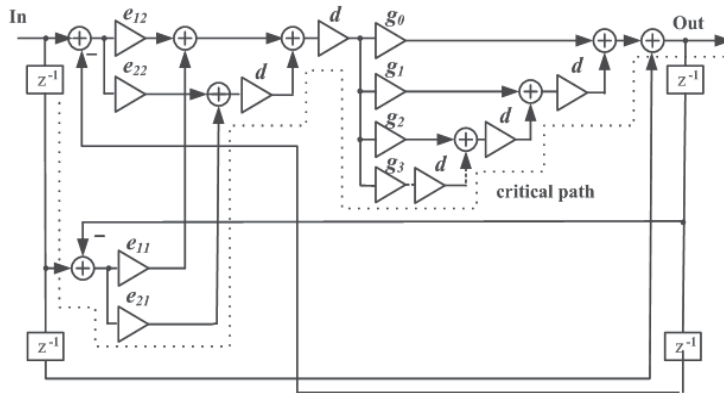 In
e12
d
g0
Out
z-1
e22
d
g1
z-1
g2
d
d
g3
d
critical path
e11
e21
z-1
z-1